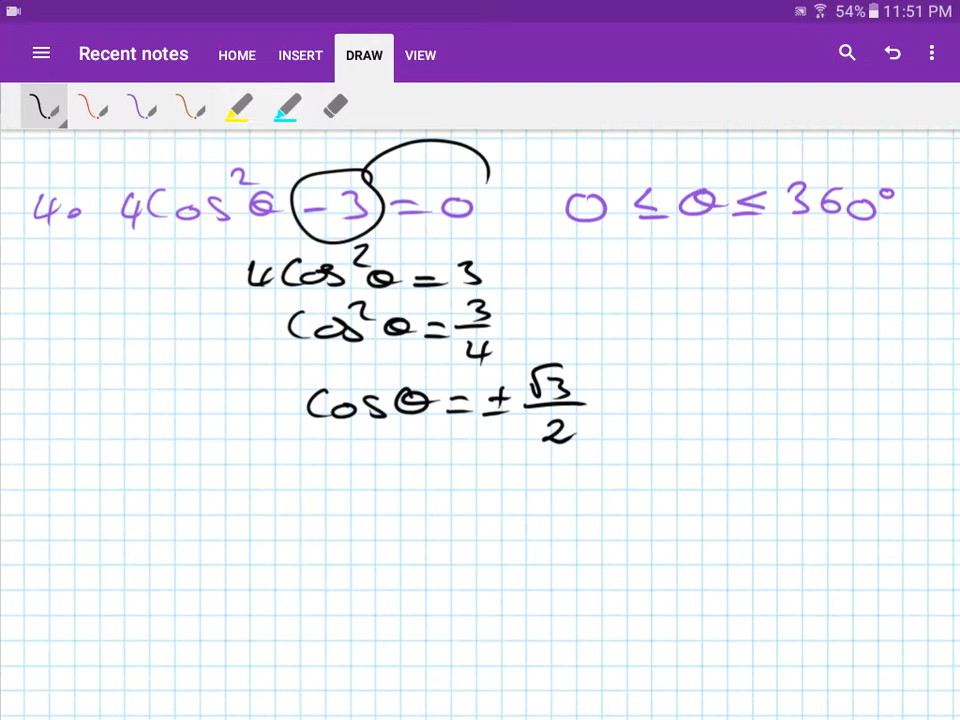 54% 11:51 PM
Recent notes HOME INSERT DRAW VIEW
4. 4Cos²θ - 3 = 0 0 ≤ θ ≤ 360°
4Cos²θ = 3
Cos²θ = 3/4
Cosθ = ± √3/2